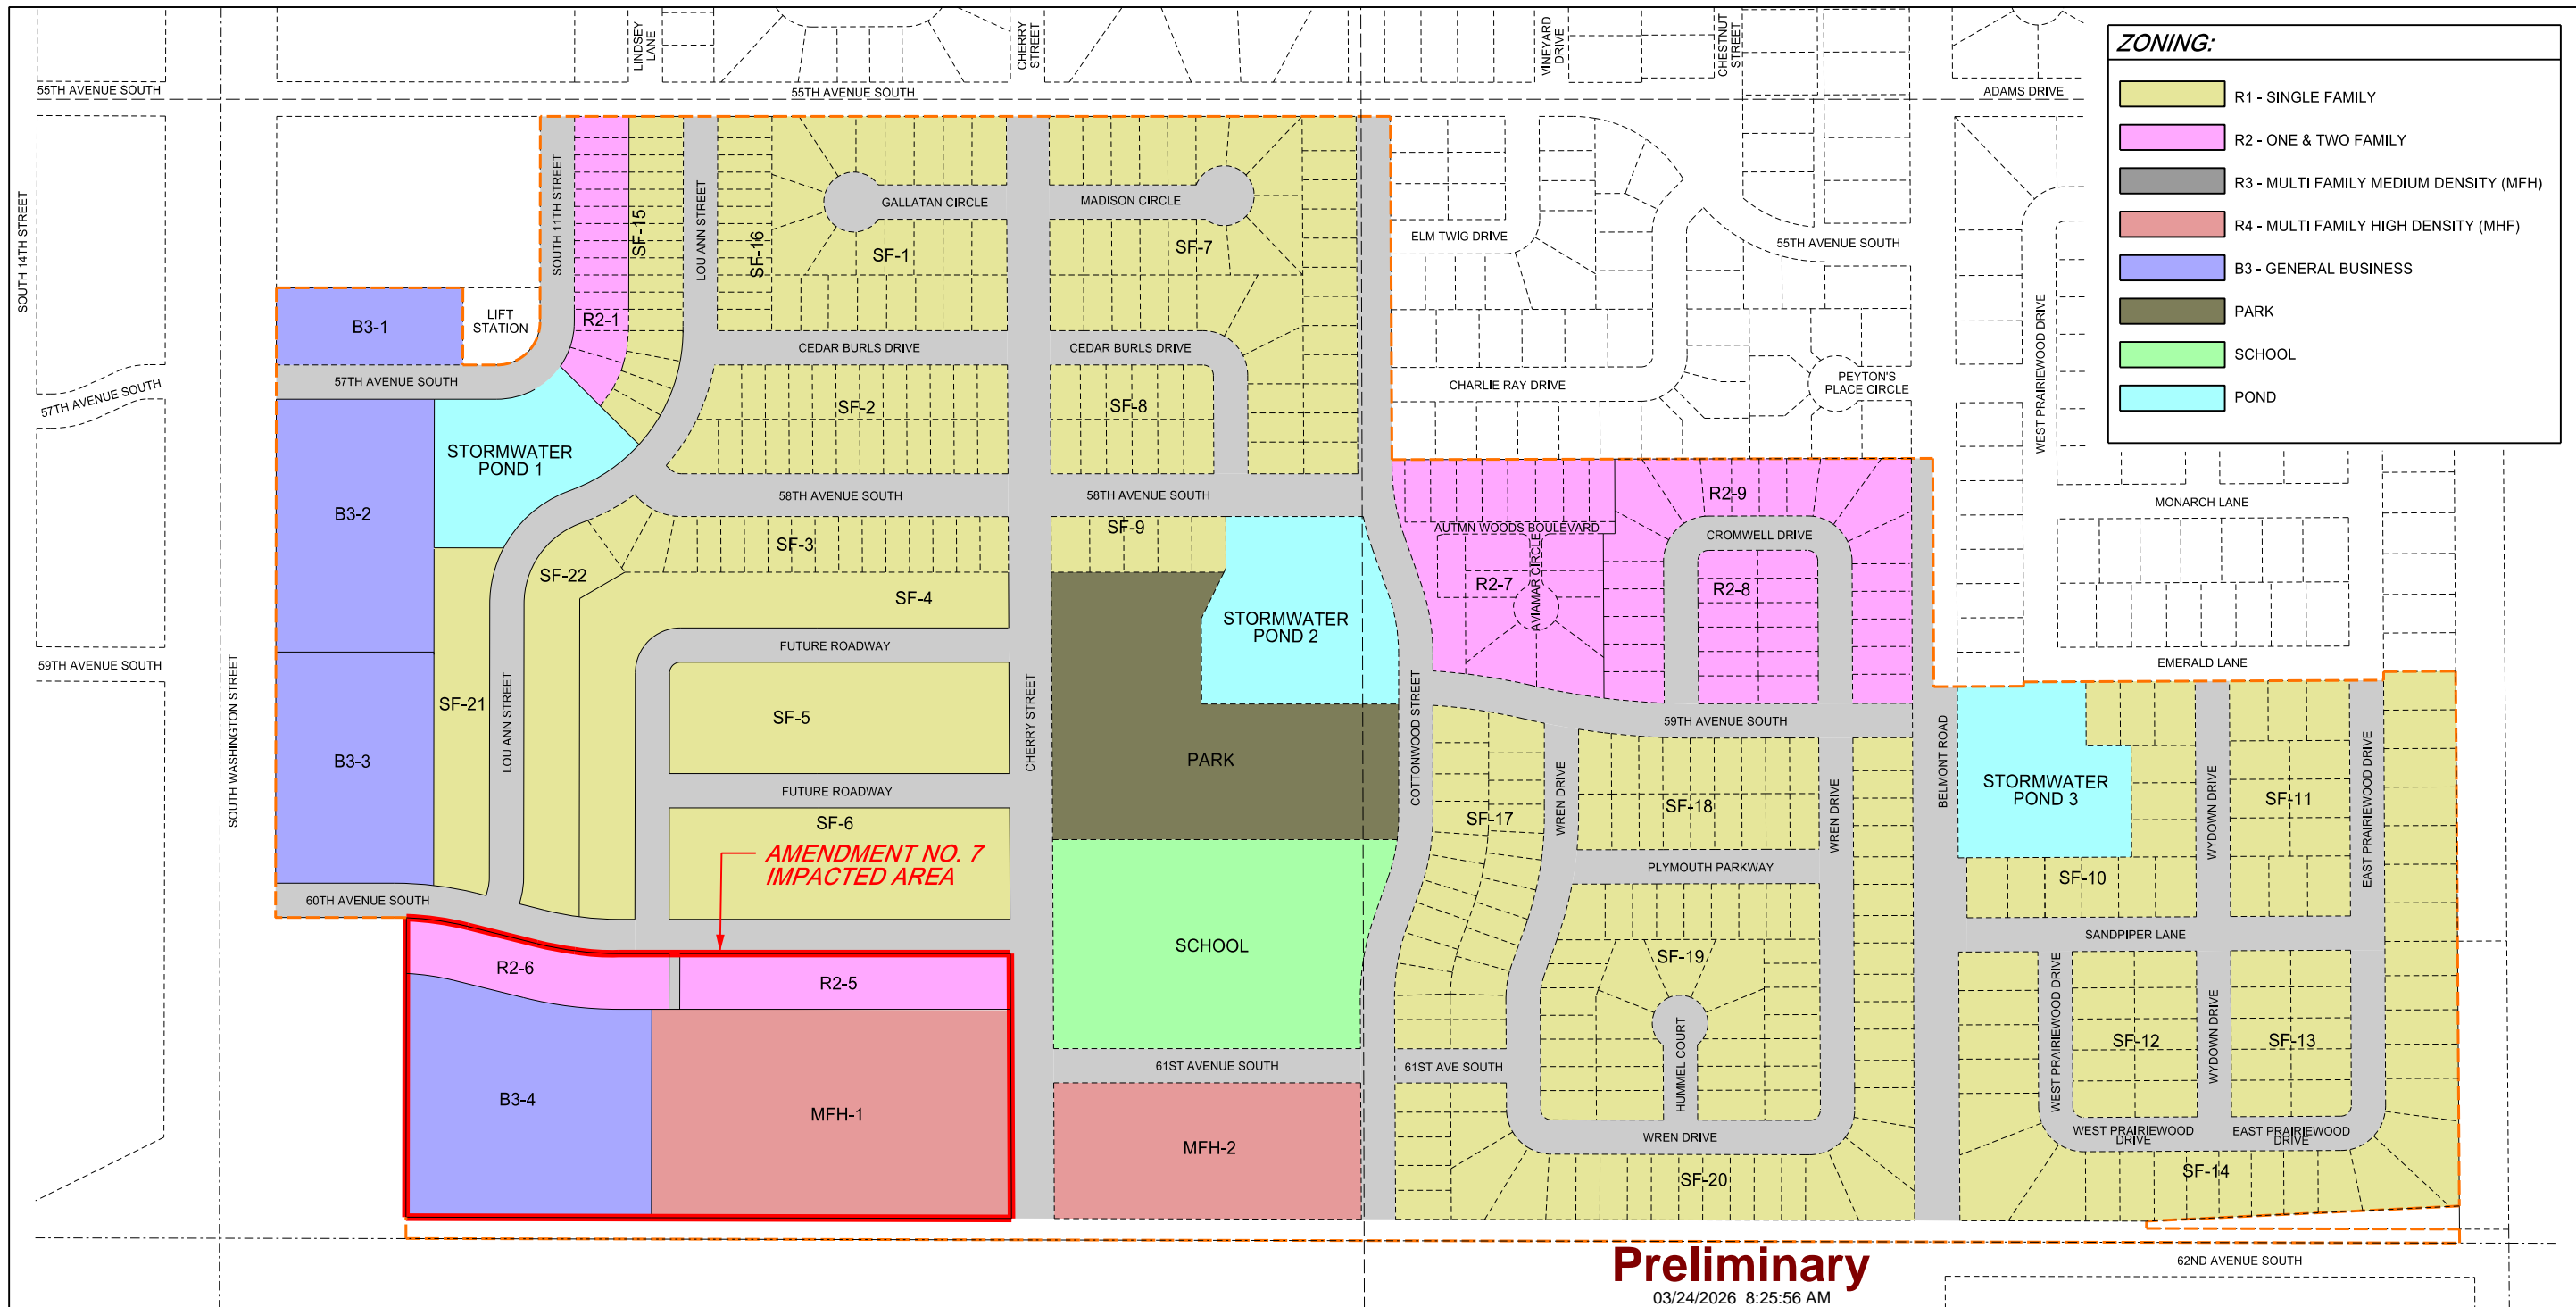 LINDSEY
LANE
CHERRY
STREET
VINEYARD
DRIVE
CHESTNUT
STREET
55TH AVENUE SOUTH
55TH AVENUE SOUTH
ADAMS DRIVE
ZONING:
R1 - SINGLE FAMILY
R2 - ONE & TWO FAMILY
R3 - MULTI FAMILY MEDIUM DENSITY (MFH)
R4 - MULTI FAMILY HIGH DENSITY (MHF)
B3 - GENERAL BUSINESS
PARK
SCHOOL
POND
SOUTH 14TH STREET
SOUTH 11TH STREET
SF-15
LOU ANN STREET
SF-16
GALLATAN CIRCLE
MADISON CIRCLE
SF-1
SF-7
ELM TWIG DRIVE
55TH AVENUE SOUTH
WEST PRAIRIEWOOD DRIVE
B3-1
LIFT
STATION
R2-1
CEDAR BURLS DRIVE
CEDAR BURLS DRIVE
57TH AVENUE SOUTH
57TH AVENUE SOUTH
CHARLIE RAY DRIVE
PEYTON'S
PLACE CIRCLE
SF-2
SF-8
STORMWATER
POND 1
B3-2
58TH AVENUE SOUTH
58TH AVENUE SOUTH
R2-9
MONARCH LANE
SF-9
AUTMN WOODS BOULEVARD
CROMWELL DRIVE
SF-3
SF-22
SF-4
R2-7
AVIAMAR CIRCLE
R2-8
STORMWATER
POND 2
FUTURE ROADWAY
59TH AVENUE SOUTH
EMERALD LANE
SOUTH WASHINGTON STREET
SF-21
LOU ANN STREET
SF-5
CHERRY STREET
COTTONWOOD STREET
59TH AVENUE SOUTH
BELMONT ROAD
B3-3
PARK
WREN DRIVE
WREN DRIVE
STORMWATER
POND 3
WYDOWN DRIVE
EAST PRAIRIEWOOD DRIVE
SF-11
FUTURE ROADWAY
SF-6
SF-17
SF-18
AMENDMENT NO. 7
IMPACTED AREA
PLYMOUTH PARKWAY
SF-10
60TH AVENUE SOUTH
SCHOOL
SANDPIPER LANE
R2-6
R2-5
SF-19
WEST PRAIRIEWOOD DRIVE
WYDOWN DRIVE
SF-12
SF-13
HUMMEL COURT
61ST AVENUE SOUTH
61ST AVE SOUTH
B3-4
MFH-1
MFH-2
WREN DRIVE
WEST PRAIRIEWOOD
DRIVE
EAST PRAIRIEWOOD
DRIVE
SF-20
SF-14
Preliminary
03/24/2026 8:25:56 AM
62ND AVENUE SOUTH